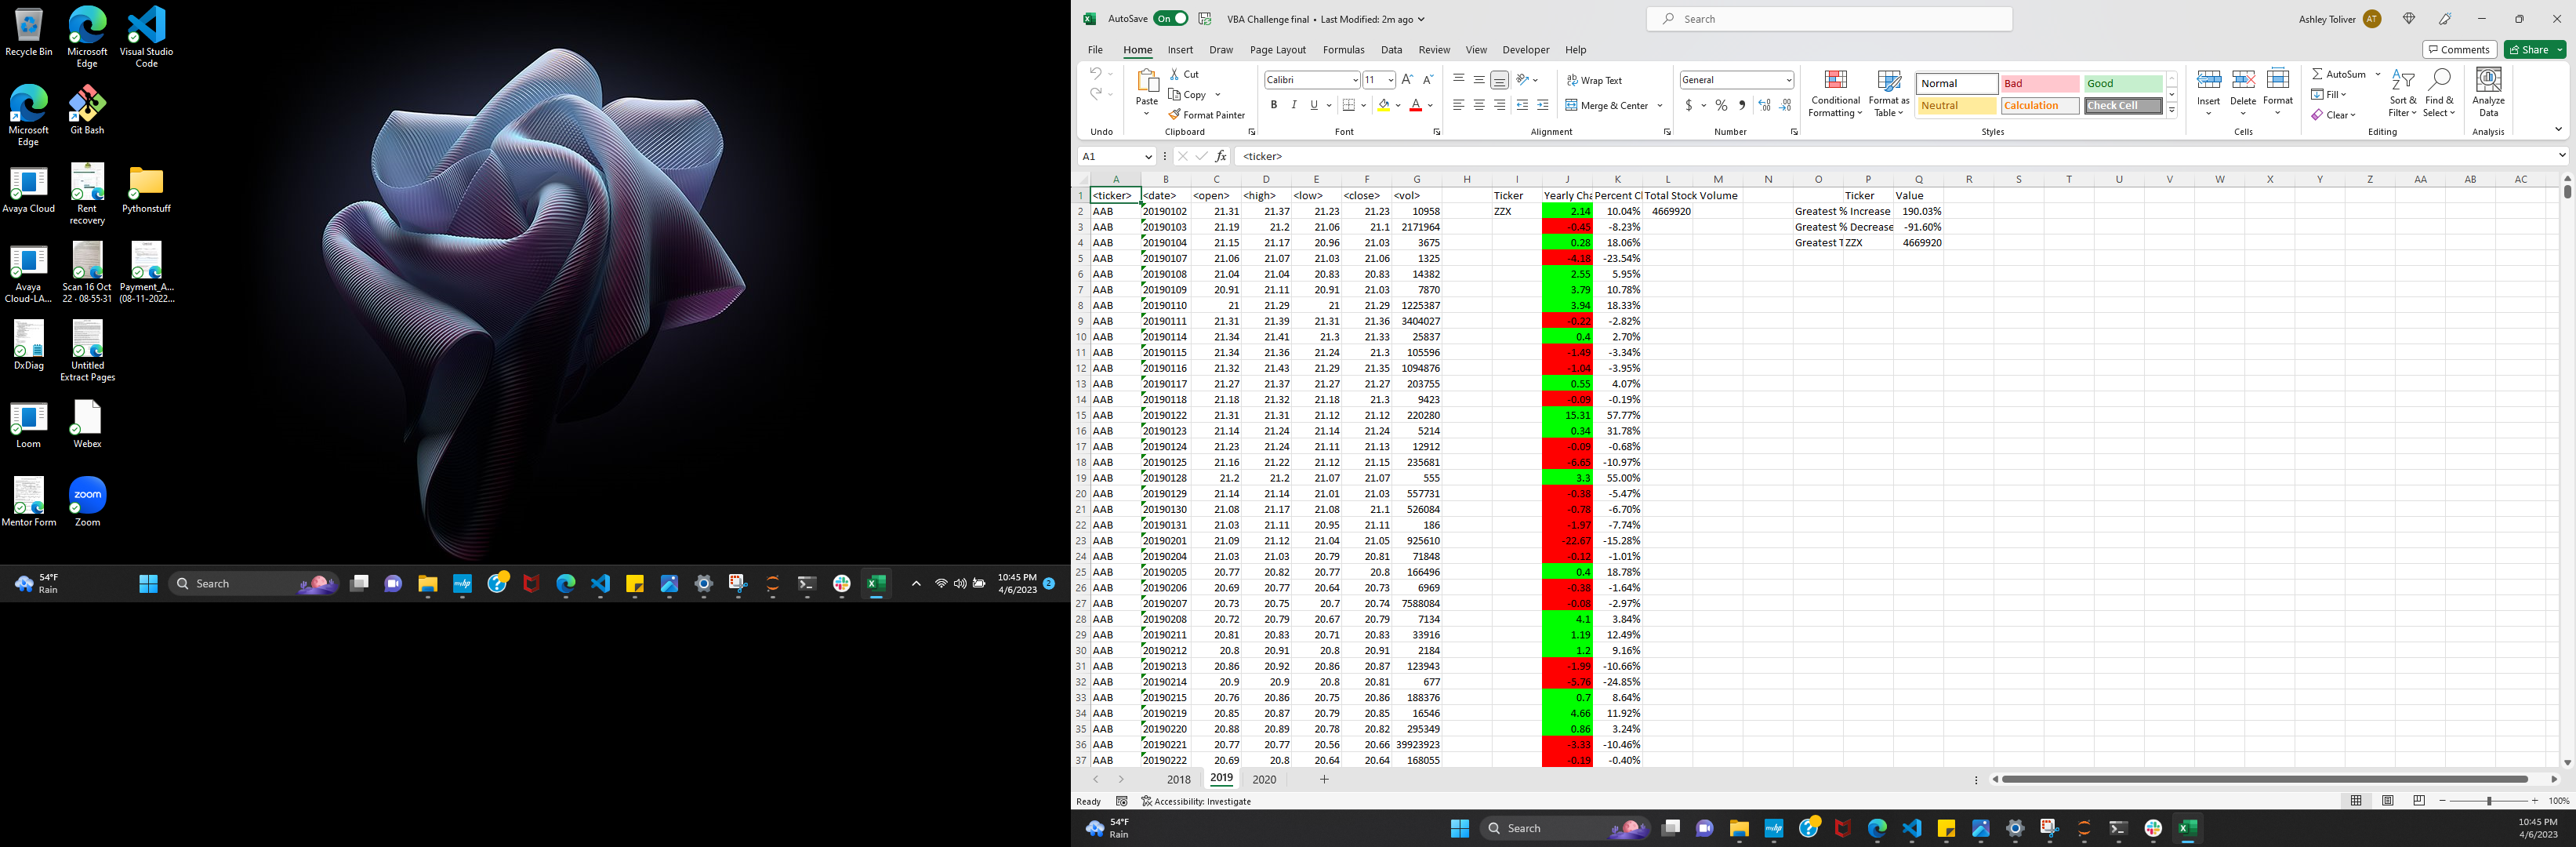 Recycle Bin
Microsoft Edge
Visual Studio Code
Microsoft Edge
Git Bash
Avaya Cloud
Rent recovery
Pythonstuff
Avaya Cloud-LA...
Scan 16 Oct 22 · 08·55·31
Payment_A... (08-11-2022...
DxDiag
Untitled Extract Pages
Loom
Webex
Mentor Form
zoom
Zoom
54°F
Rain
Search
10:45 PM
4/6/2023
2
AutoSave On VBA Challenge final • Last Modified: 2m ago
Search
Ashley Toliver AT
File Home Insert Draw Page Layout Formulas Data Review View Developer Help
Comments Share
Undo
Paste Cut Copy Format Painter
Clipboard
Calibri 11
B I U
Font
Wrap Text
Merge & Center
Alignment
General
Number
Conditional Formatting
Format as Table
Normal Bad Good
Neutral Calculation Check Cell
Styles
Insert Delete Format
Cells
AutoSum
Fill
Clear
Sort & Filter
Find & Select
Editing
Analyze Data
Analysis
A1 fx <ticker>
A B C D E F G H I J K L M N O P Q R S T U V W X Y Z AA AB AC
1 <ticker> <date> <open> <high> <low> <close> <vol> Ticker Yearly Cha Percent Cl Total Stock Volume Ticker Value
2 AAB 20190102 21.31 21.37 21.23 21.23 10958 ZZX 2.14 10.04% 4669920 Greatest % Increase 190.03%
3 AAB 20190103 21.19 21.2 21.06 21.1 2171964 -0.45 -8.23% Greatest % Decrease -91.60%
4 AAB 20190104 21.15 21.17 20.96 21.03 3675 0.28 18.06% Greatest T ZZX 4669920
5 AAB 20190107 21.06 21.07 21.03 21.06 1325 -4.18 -23.54%
6 AAB 20190108 21.04 21.04 20.83 20.83 14382 2.55 5.95%
7 AAB 20190109 20.91 21.11 20.91 21.03 7870 3.79 10.78%
8 AAB 20190110 21 21.29 21 21.29 1225387 3.94 18.33%
9 AAB 20190111 21.31 21.39 21.31 21.36 3404027 -0.22 -2.82%
10 AAB 20190114 21.34 21.41 21.3 21.33 25837 0.4 2.70%
11 AAB 20190115 21.34 21.36 21.24 21.3 105596 -1.49 -3.34%
12 AAB 20190116 21.32 21.43 21.29 21.35 1094876 -1.04 -3.95%
13 AAB 20190117 21.27 21.37 21.27 21.27 203755 0.55 4.07%
14 AAB 20190118 21.18 21.32 21.18 21.3 9423 -0.09 -0.19%
15 AAB 20190122 21.31 21.31 21.12 21.12 220280 15.31 57.77%
16 AAB 20190123 21.14 21.24 21.14 21.24 5214 0.34 31.78%
17 AAB 20190124 21.23 21.24 21.11 21.13 12912 -0.09 -0.68%
18 AAB 20190125 21.16 21.22 21.12 21.15 235681 -6.65 -10.97%
19 AAB 20190128 21.2 21.2 21.07 21.07 555 3.3 55.00%
20 AAB 20190129 21.14 21.14 21.01 21.03 557731 -0.38 -5.47%
21 AAB 20190130 21.08 21.17 21.08 21.1 526084 -0.78 -6.70%
22 AAB 20190131 21.03 21.11 20.95 21.11 186 -1.97 -7.74%
23 AAB 20190201 21.09 21.12 21.04 21.05 925610 -22.67 -15.28%
24 AAB 20190204 21.03 21.03 20.79 20.81 71848 -0.12 -1.01%
25 AAB 20190205 20.77 20.82 20.77 20.8 166496 0.4 18.78%
26 AAB 20190206 20.69 20.77 20.64 20.73 6969 -0.38 -1.64%
27 AAB 20190207 20.73 20.75 20.7 20.74 7588084 -0.08 -2.97%
28 AAB 20190208 20.72 20.79 20.67 20.79 7134 4.1 3.84%
29 AAB 20190211 20.81 20.83 20.71 20.83 33916 1.19 12.49%
30 AAB 20190212 20.8 20.91 20.8 20.91 2184 1.2 9.16%
31 AAB 20190213 20.86 20.92 20.86 20.87 123943 -1.99 -10.66%
32 AAB 20190214 20.9 20.9 20.8 20.81 677 -5.76 -24.85%
33 AAB 20190215 20.76 20.86 20.75 20.86 188376 0.7 8.64%
34 AAB 20190219 20.85 20.87 20.79 20.85 16546 4.66 11.92%
35 AAB 20190220 20.88 20.89 20.78 20.82 295349 0.86 3.24%
36 AAB 20190221 20.77 20.77 20.56 20.66 39923923 -3.33 -10.46%
37 AAB 20190222 20.69 20.8 20.64 20.64 168055 -0.19 -0.40%
2018 2019 2020 +
Ready Accessibility: Investigate 100%
54°F
Rain
Search
10:45 PM
4/6/2023